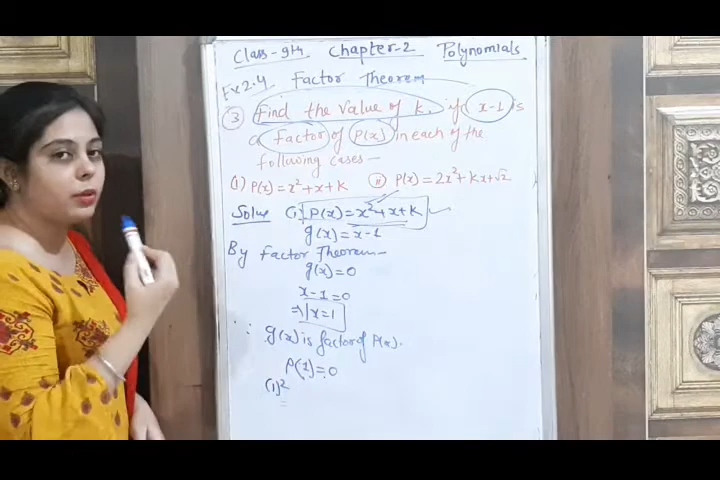 Class-9th Chapter-2 Polynomials
Ex 2.4 Factor Theorem
③ Find the value of k. if x-1 is
a factor of P(x) in each of the
following cases —
(i) P(x) = x²+x+k (ii) P(x) = 2x²+kx+√2
Solve (i) P(x) = x²+x+k
g(x) = x-1
By Factor Theorem —
g(x) = 0
x-1=0
⇒ x=1
∴ g(x) is factor of P(x).
P(1) = 0
(1)²